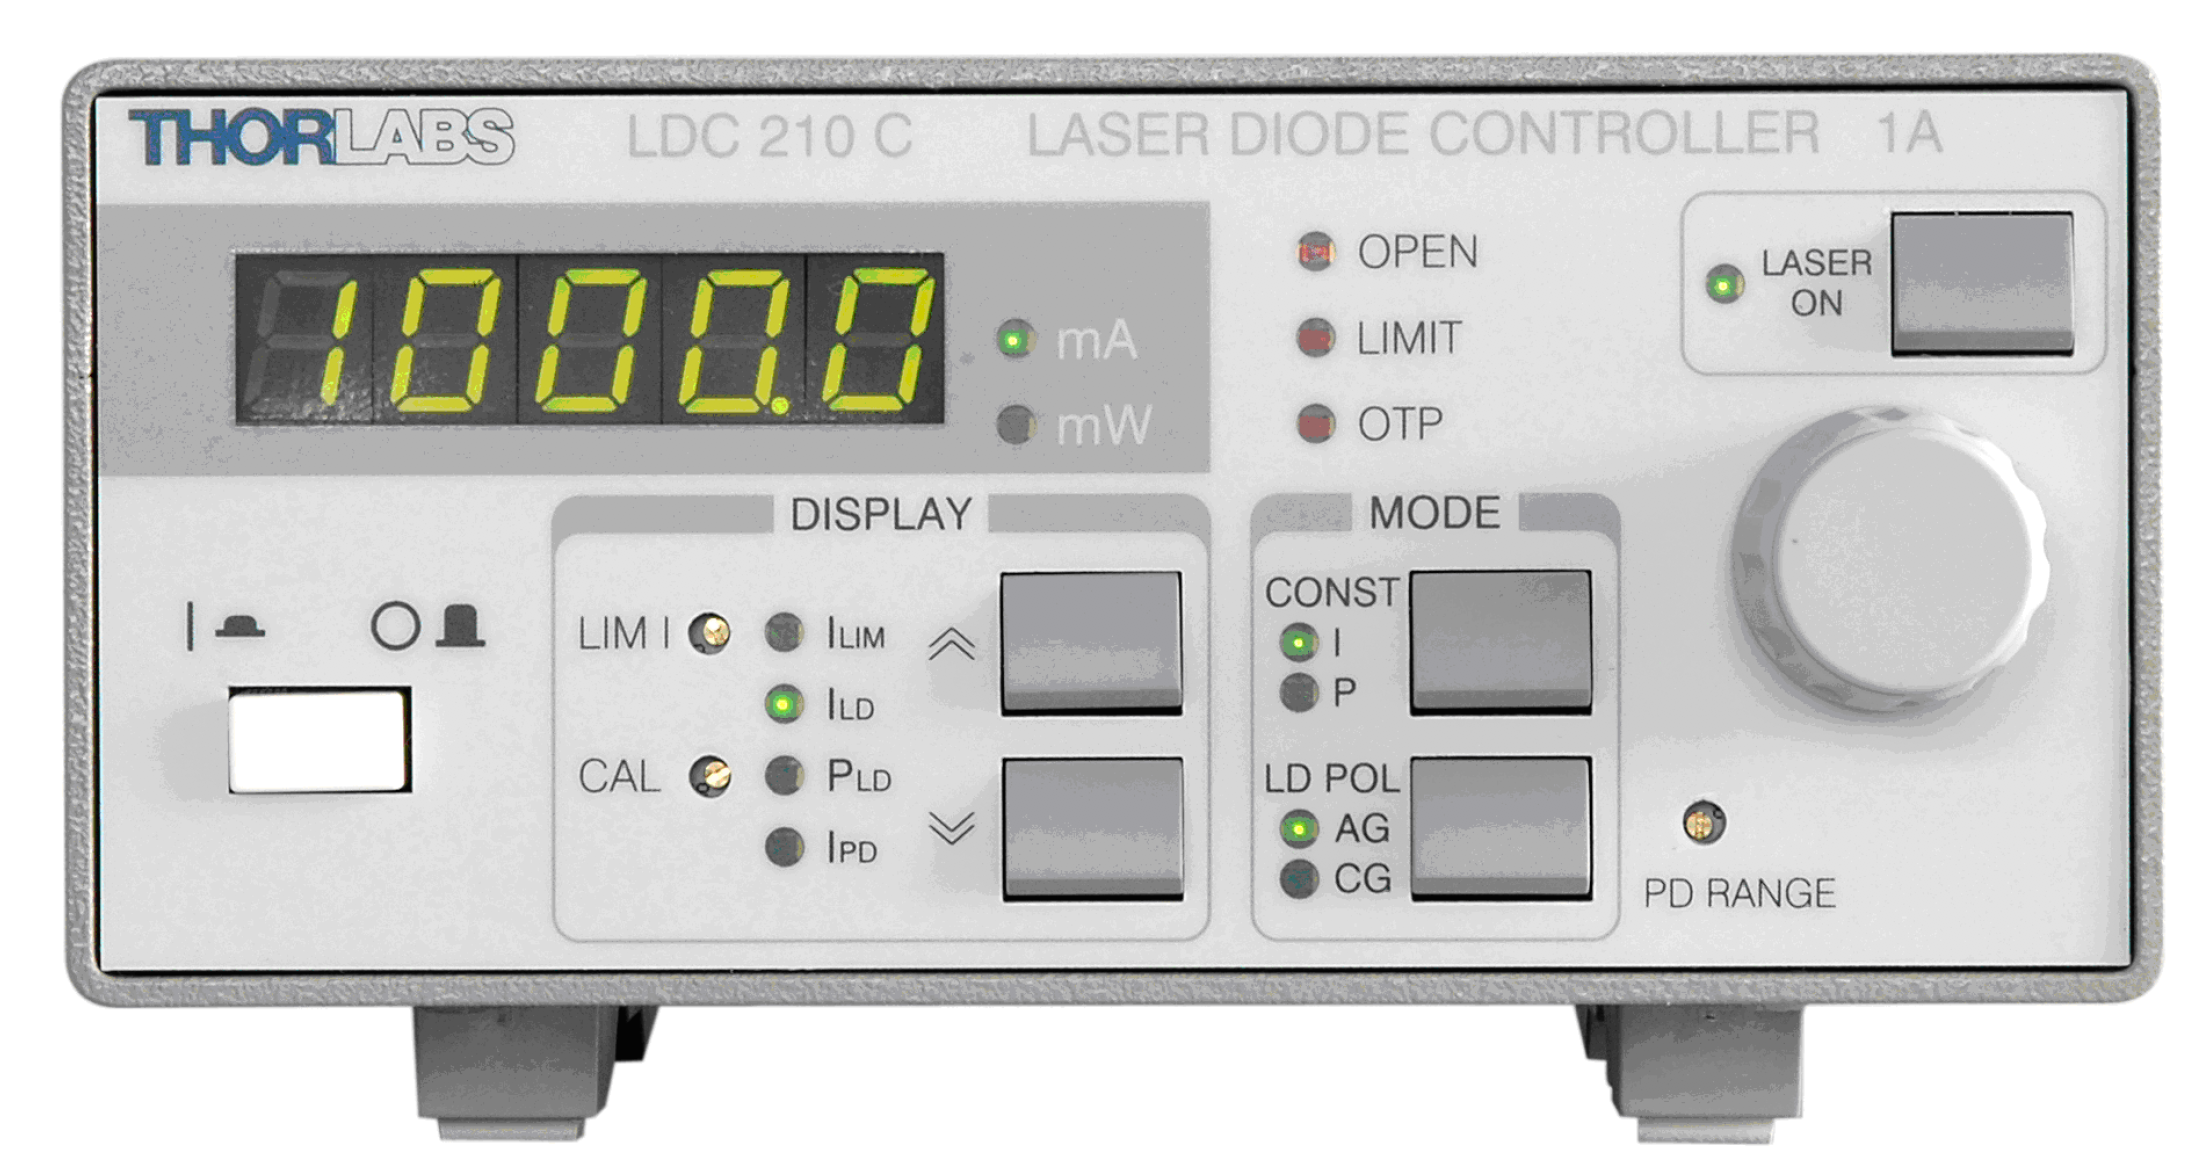 THORLABS LDC 210 C LASER DIODE CONTROLLER 1A
1000.0
mA
mW
OPEN
LIMIT
OTP
LASER
ON
DISPLAY
LIM I
CAL
ILIM
ILD
PLD
IPD
MODE
CONST
I
P
LD POL
AG
CG
PD RANGE